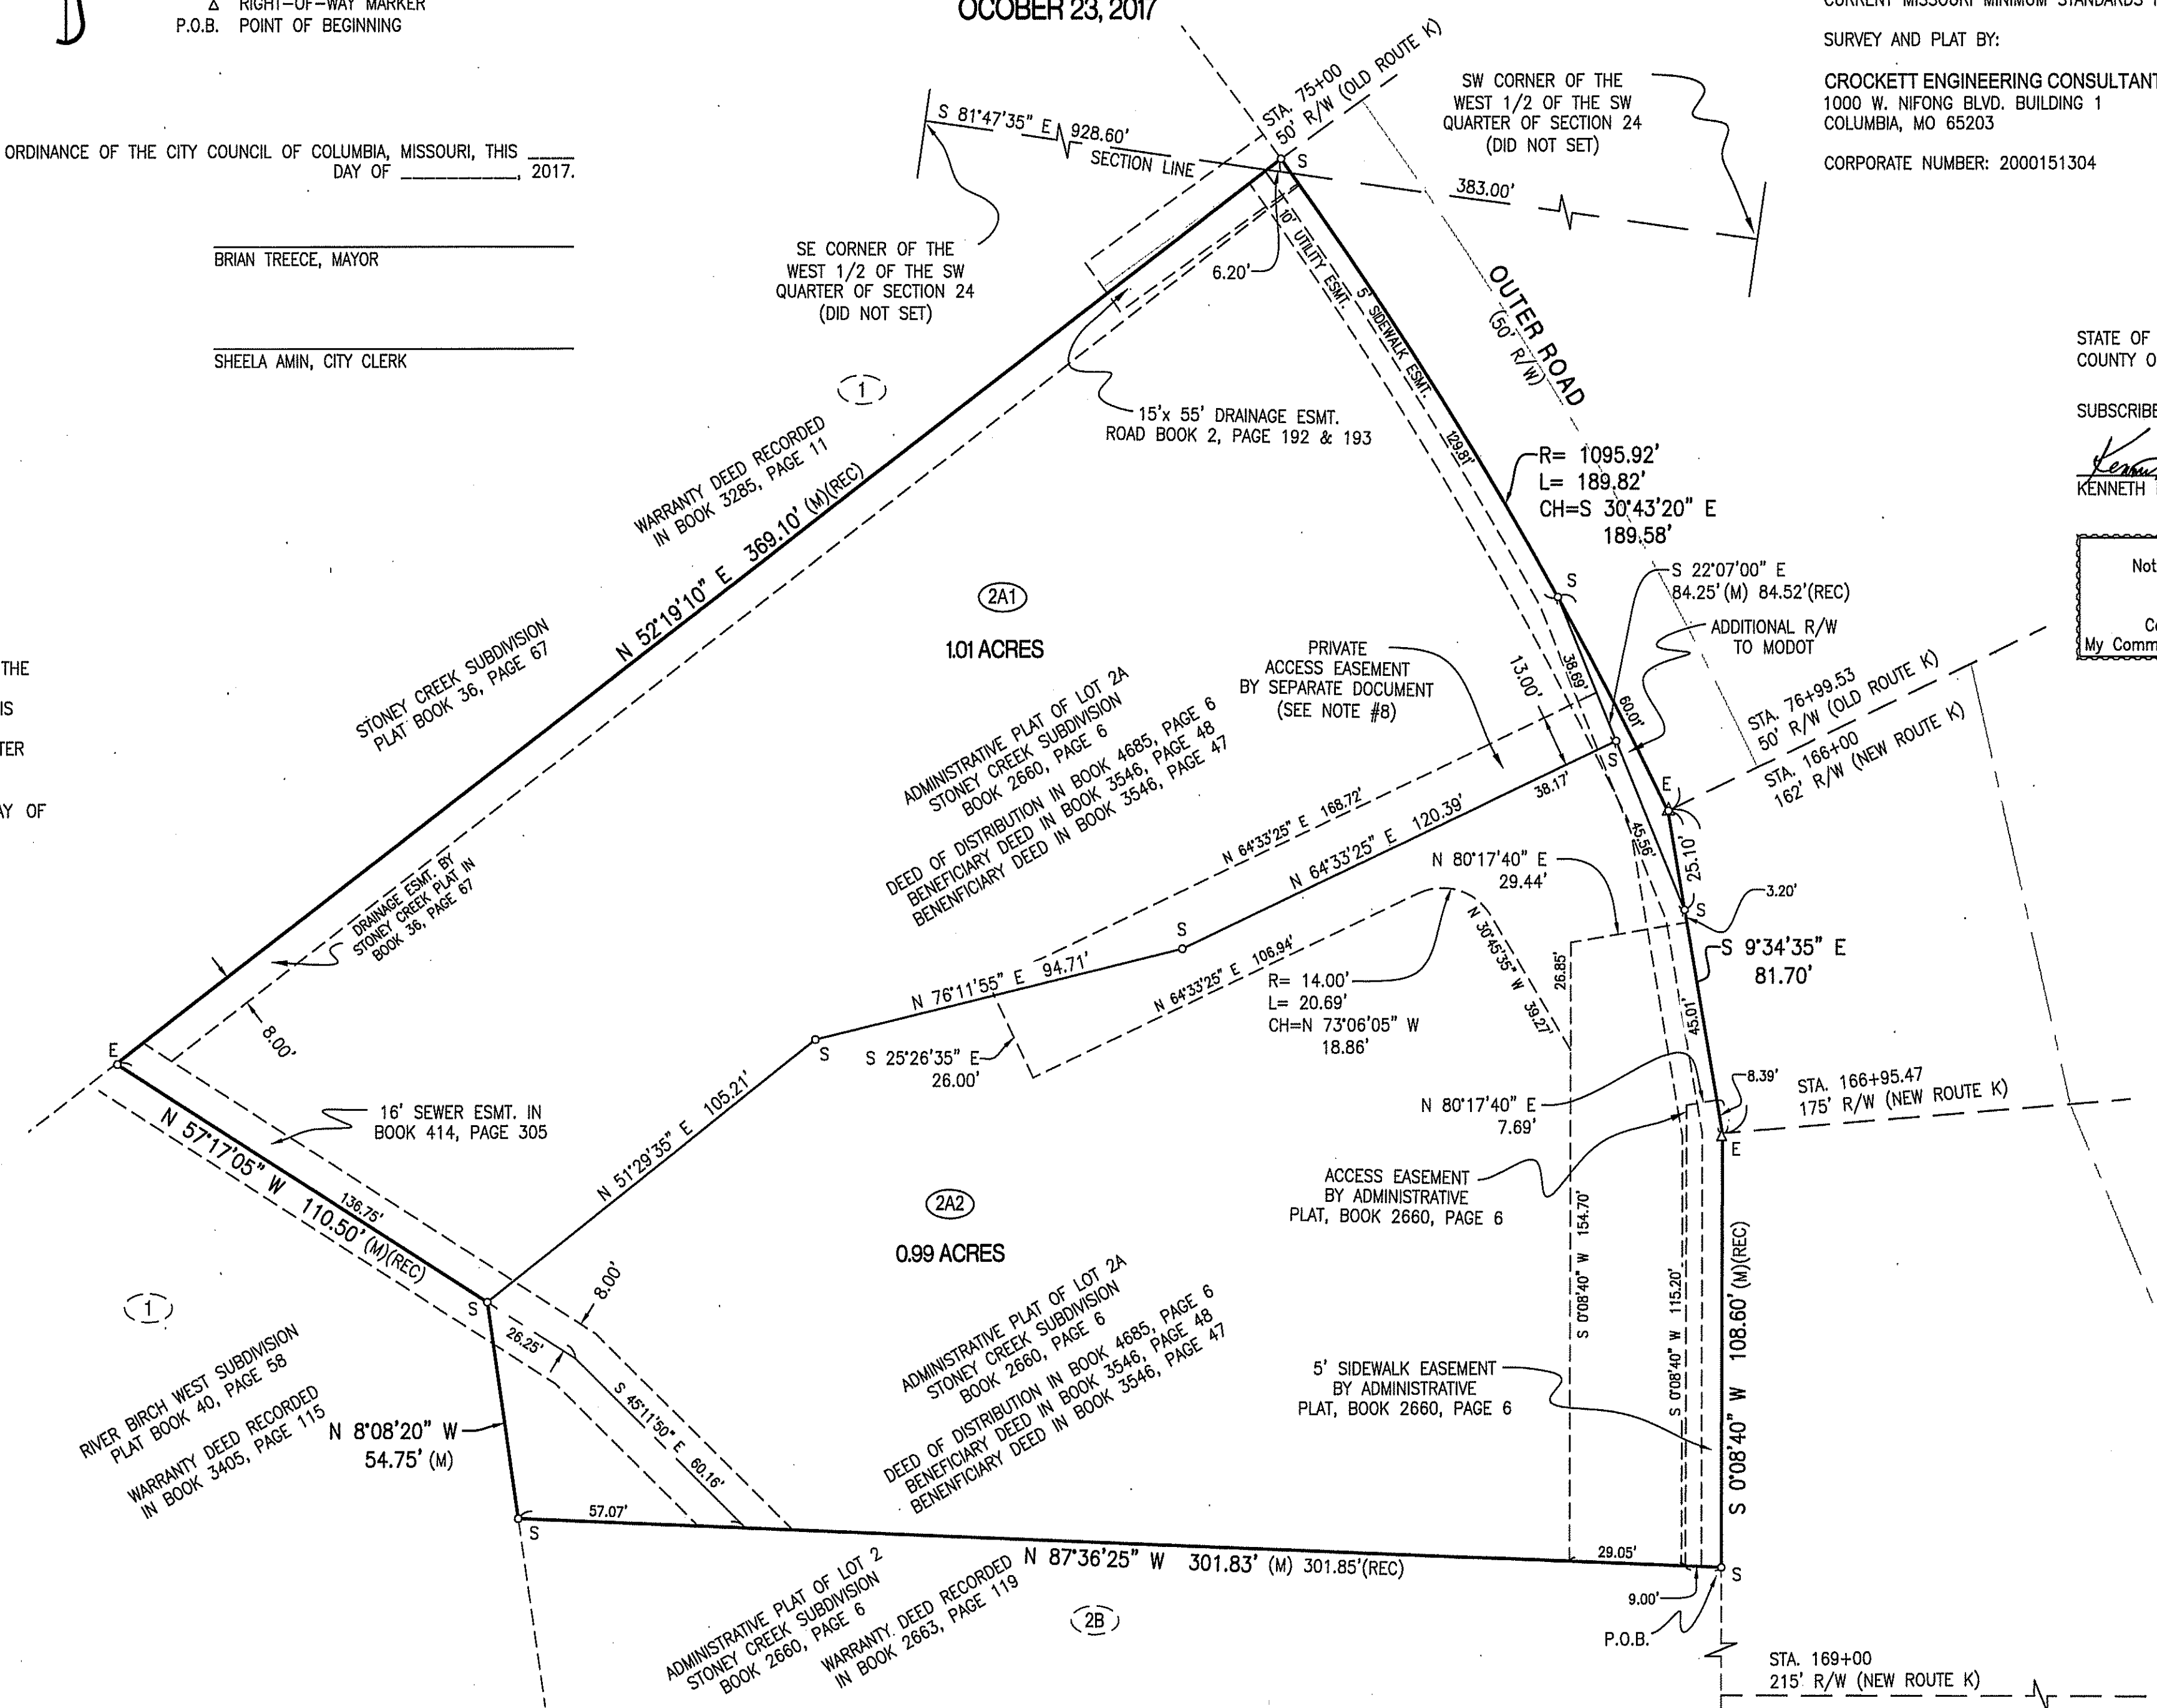 Δ RIGHT-OF-WAY MARKER
P.O.B. POINT OF BEGINNING
OCOBER 23, 2017
SURVEY AND PLAT BY:
CROCKETT ENGINEERING CONSULTANT
1000 W. NIFONG BLVD. BUILDING 1
COLUMBIA, MO 65203
CORPORATE NUMBER: 2000151304
ORDINANCE OF THE CITY COUNCIL OF COLUMBIA, MISSOURI, THIS _____
DAY OF __________, 2017.
BRIAN TREECE, MAYOR
SHEELA AMIN, CITY CLERK
S 81°47'35" E 928.60'
SECTION LINE
STA. 75+00
50' R/W (OLD ROUTE K)
SW CORNER OF THE
WEST 1/2 OF THE SW
QUARTER OF SECTION 24
(DID NOT SET)
383.00'
S
SE CORNER OF THE
WEST 1/2 OF THE SW
QUARTER OF SECTION 24
(DID NOT SET)
6.20'
10' UTILITY ESMT.
5' SIDEWALK ESMT.
129.81'
OUTER ROAD
(50' R/W)
STATE OF
COUNTY O
SUBSCRIBE
KENNETH
Not
Co
My Comm
1
15'x 55' DRAINAGE ESMT.
ROAD BOOK 2, PAGE 192 & 193
WARRANTY DEED RECORDED
IN BOOK 3285, PAGE 11
N 52°19'10" E 369.10' (M)(REC)
STONEY CREEK SUBDIVISION
PLAT BOOK 36, PAGE 67
R= 1095.92'
L= 189.82'
CH=S 30°43'20" E
189.58'
S
S 22°07'00" E
84.25'(M) 84.52'(REC)
ADDITIONAL R/W
TO MODOT
2A1
1.01 ACRES
THE
IS
TER
AY OF
PRIVATE
ACCESS EASEMENT
BY SEPARATE DOCUMENT
(SEE NOTE #8)
13.00'
38.69'
60.01'
S
E
STA. 76+99.53
50' R/W (OLD ROUTE K)
STA. 166+00
162' R/W (NEW ROUTE K)
ADMINISTRATIVE PLAT OF LOT 2A
STONEY CREEK SUBDIVISION
BOOK 2660, PAGE 6
DEED OF DISTRIBUTION IN BOOK 4685, PAGE 6
BENEFICIARY DEED IN BOOK 3546, PAGE 48
BENENFICIARY DEED IN BOOK 3546, PAGE 47
N 64°33'25" E 168.72'
N 64°33'25" E 120.39'
38.17'
45.56'
25.10'
N 80°17'40" E
29.44'
3.20'
S
S 9°34'35" E
81.70'
DRAINAGE ESMT. BY
STONEY CREEK PLAT IN
BOOK 36, PAGE 67
8.00'
S
N 76°11'55" E 94.71'
N 64°33'25" E 106.94'
N 30°45'35" W 39.27'
26.85'
R= 14.00'
L= 20.69'
CH=N 73°06'05" W
18.86'
S 25°26'35" E
26.00'
S
45.01'
8.39'
E
STA. 166+95.47
175' R/W (NEW ROUTE K)
N 80°17'40" E
7.69'
E
16' SEWER ESMT. IN
BOOK 414, PAGE 305
N 57°17'05" W 110.50' (M)(REC)
136.75'
N 51°29'35" E 105.21'
ACCESS EASEMENT
BY ADMINISTRATIVE
PLAT, BOOK 2660, PAGE 6
2A2
0.99 ACRES
S 0°08'40" W 154.70'
S 0°08'40" W 115.20'
S 0°08'40" W 108.60' (M)(REC)
S
8.00'
26.25'
1
RIVER BIRCH WEST SUBDIVISION
PLAT BOOK 40, PAGE 58
WARRANTY DEED RECORDED
IN BOOK 3405, PAGE 115
N 8°08'20" W
54.75' (M)
S 45°11'50" E 60.16'
ADMINISTRATIVE PLAT OF LOT 2A
STONEY CREEK SUBDIVISION
BOOK 2660, PAGE 6
DEED OF DISTRIBUTION IN BOOK 4685, PAGE 6
BENEFICIARY DEED IN BOOK 3546, PAGE 48
BENENFICIARY DEED IN BOOK 3546, PAGE 47
5' SIDEWALK EASEMENT
BY ADMINISTRATIVE
PLAT, BOOK 2660, PAGE 6
S
57.07'
N 87°36'25" W 301.83' (M) 301.85'(REC)
29.05'
S
9.00'
P.O.B.
ADMINISTRATIVE PLAT OF LOT 2
STONEY CREEK SUBDIVISION
BOOK 2660, PAGE 6
WARRANTY DEED RECORDED
IN BOOK 2663, PAGE 119
2B
STA. 169+00
215' R/W (NEW ROUTE K)